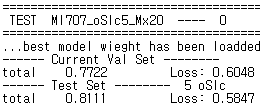 ========================================
TEST MI707_oSlc5_Mx20 ---- 0
========================================
...best model wieght has been loadded
------ Current Val Set --------
total 0.7722 Loss: 0.6048
------ Test Set ------- 5 oSlc
total 0.8111 Loss: 0.5847